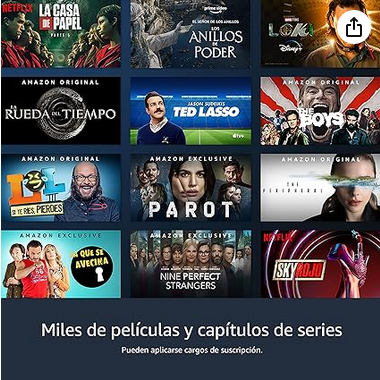 NETFLIX
LA CASA
DE PAPEL
PARTE 5
prime video
EL SEÑOR DE LOS ANILLOS
LOS
ANILLOS
DE PODER
LOKI
Disney+
AMAZON ORIGINAL
LA
RUEDA DEL TIEMPO
JASON SUDEIKIS
TED LASSO
tv+
AMAZON ORIGINAL
THE
BOYS
AMAZON ORIGINAL
LOL
SI TE RÍES, PIERDES
AMAZON EXCLUSIVE
PAROT
AMAZON ORIGINAL
THE PERIPHERAL
AMAZON EXCLUSIVE
LA QUE SE
AVECINA
AMAZON EXCLUSIVE
NINE PERFECT
STRANGERS
NETFLIX
SKY ROJO
Miles de películas y capítulos de series
Pueden aplicarse cargos de suscripción.